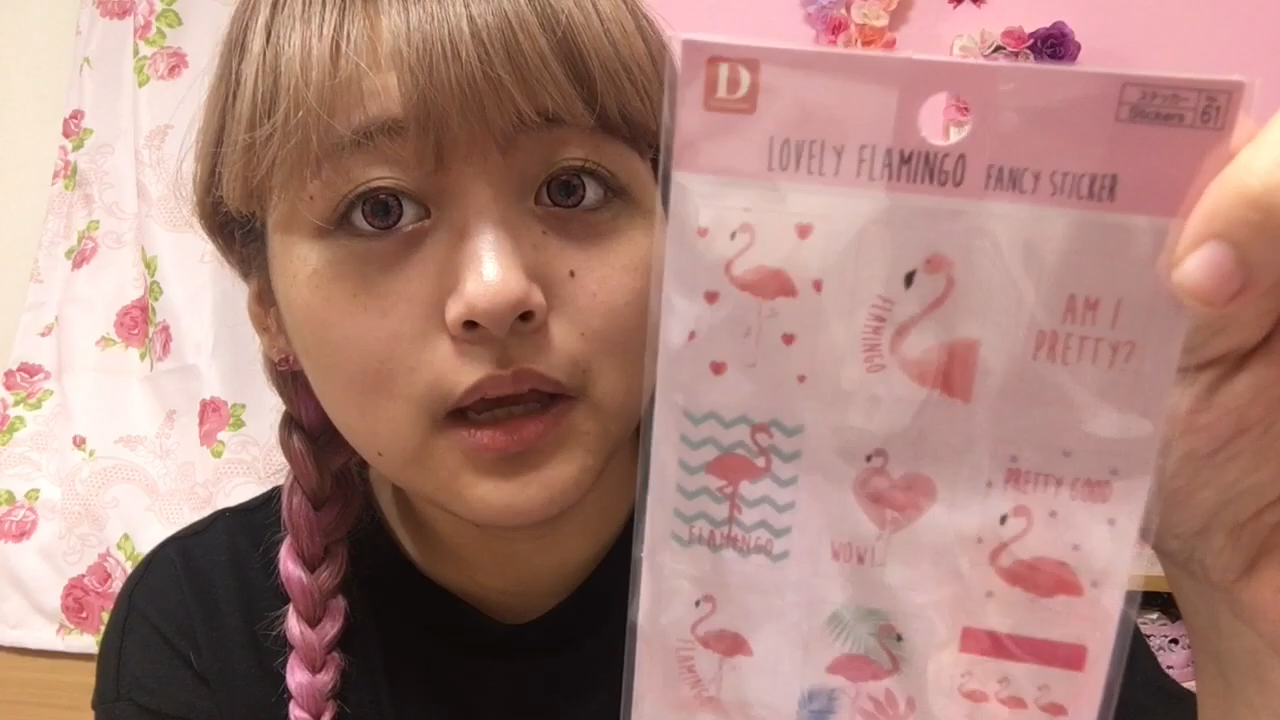 D
ステッカー
Stickers
No
61
LOVELY FLAMINGO FANCY STICKER
FLAMINGO
AM I
PRETTY?
FLAMINGO
WOW!
PRETTY GOOD
FLAMINGO